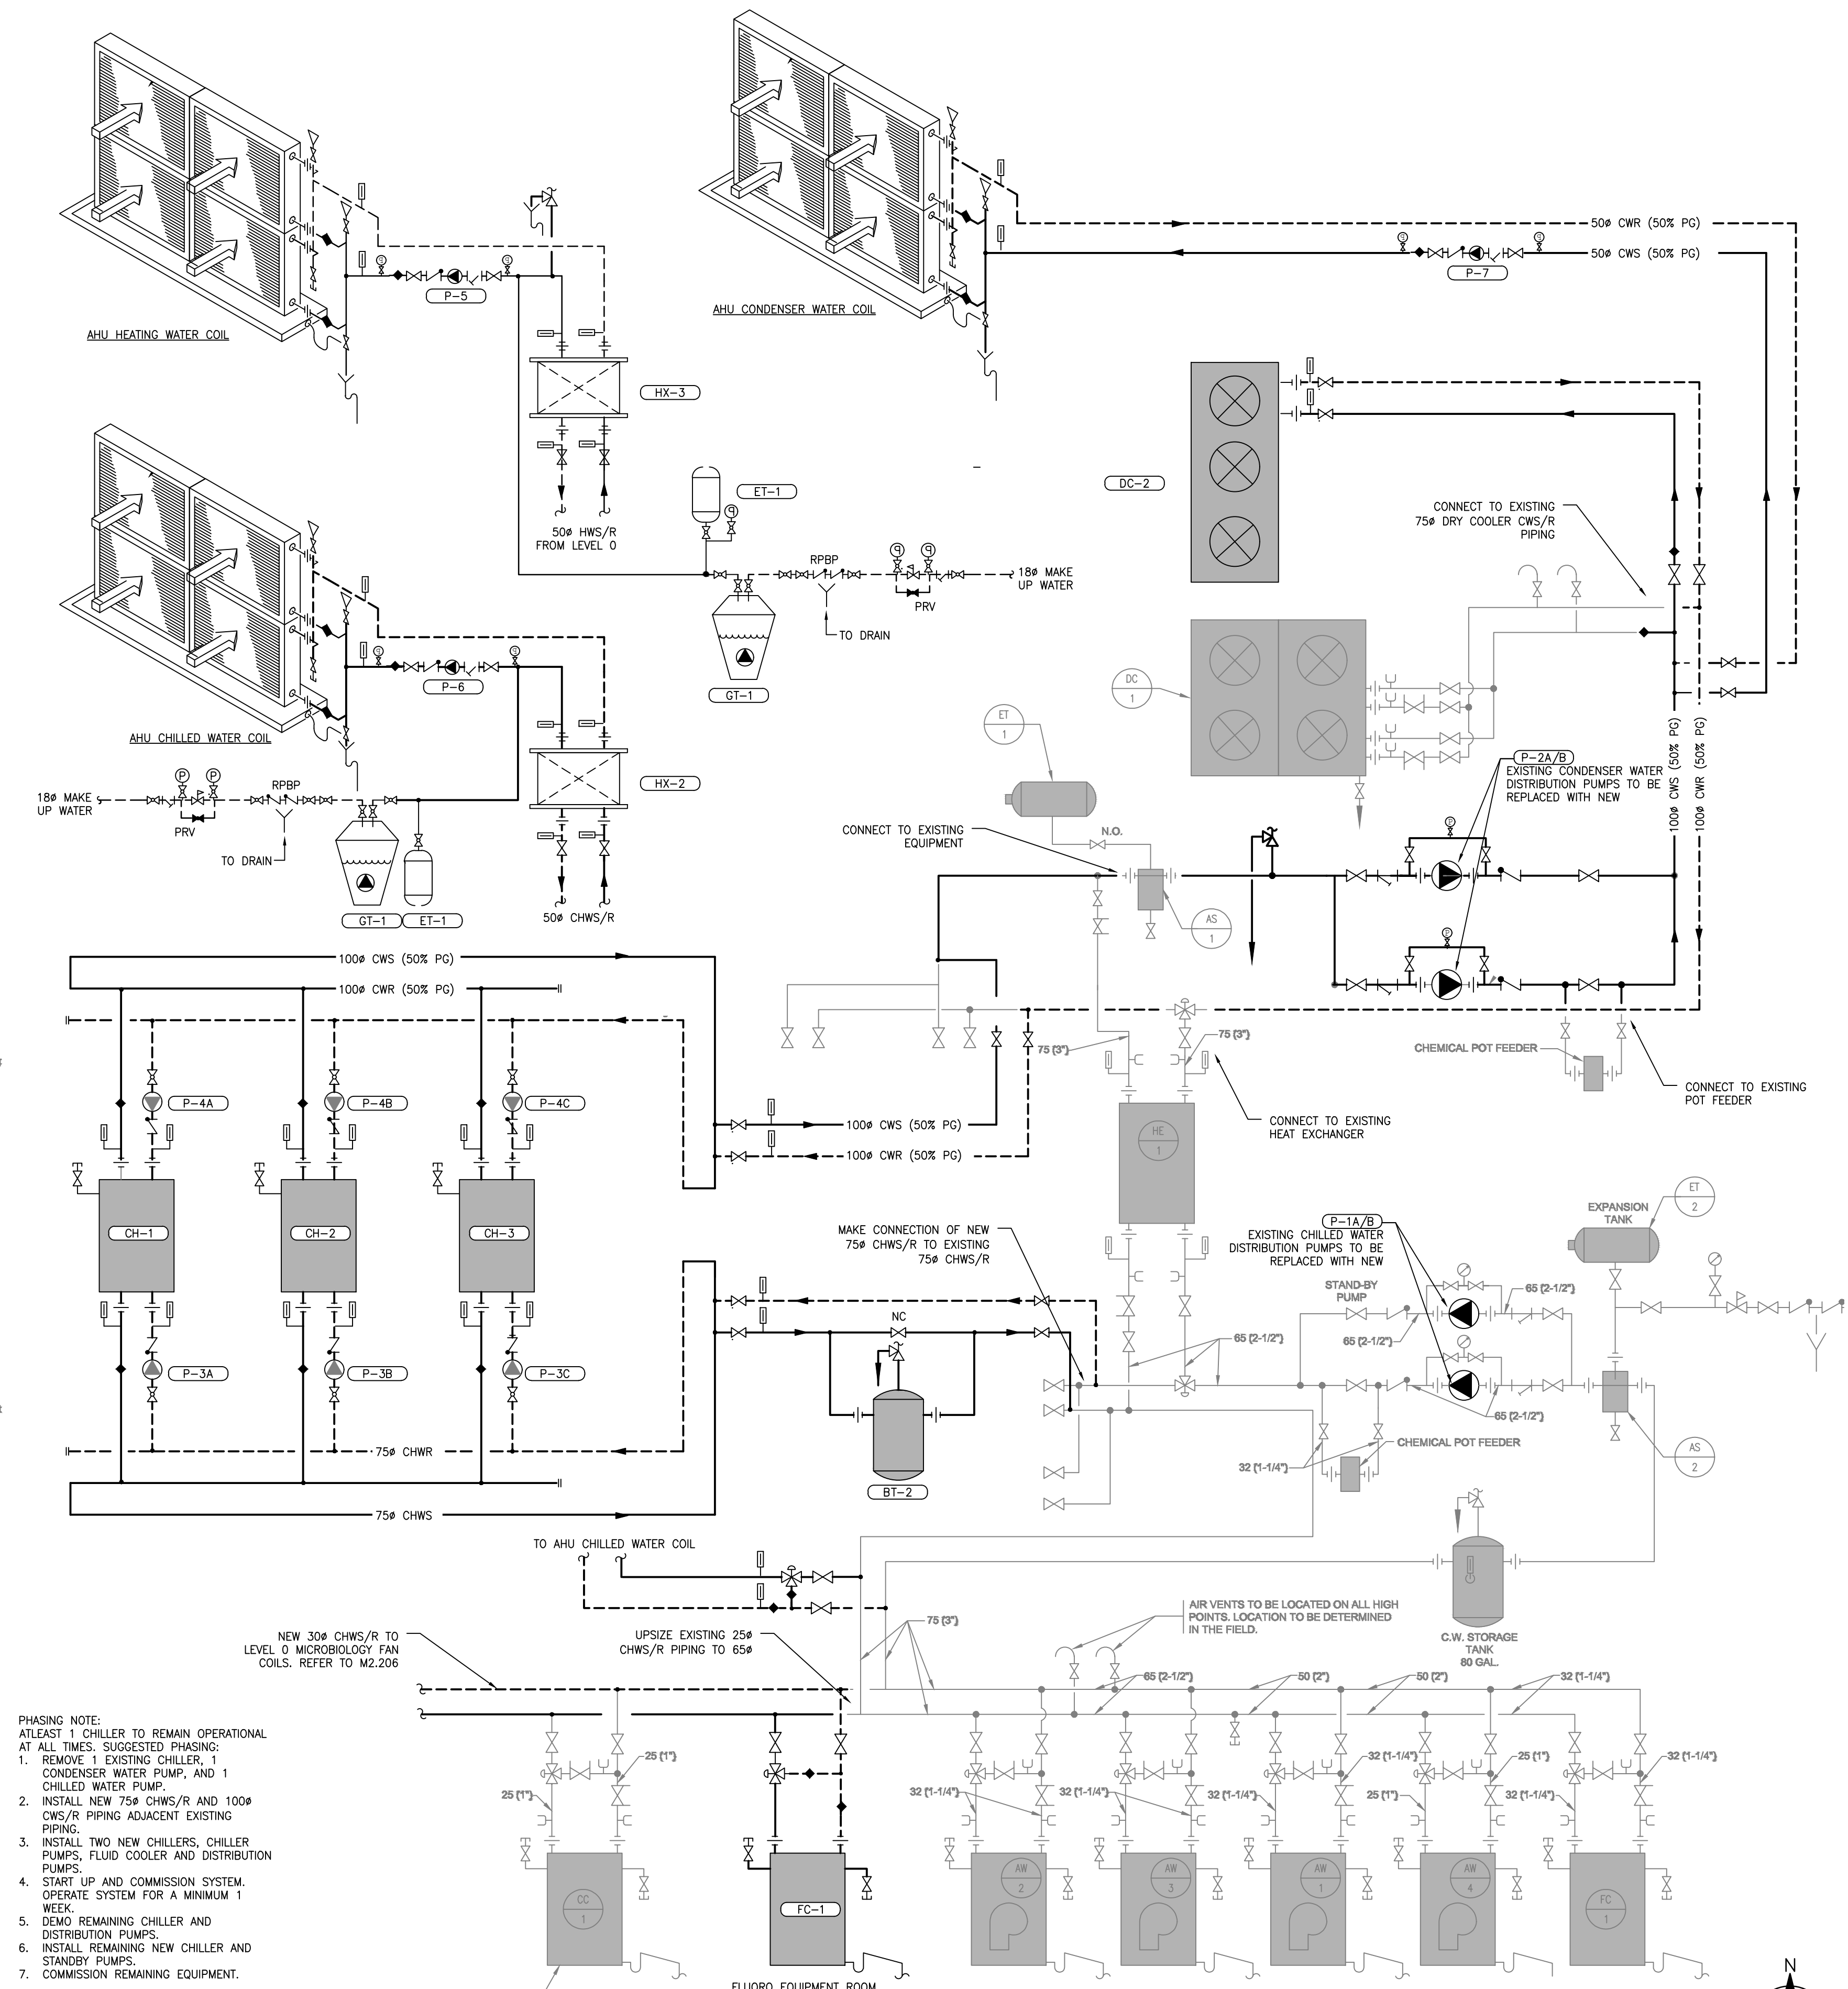 AHU HEATING WATER COIL
P-5
HX-3
50ø HWS/R
FROM LEVEL 0
ET-1
RPBP
18ø MAKE
UP WATER
PRV
TO DRAIN
GT-1
AHU CONDENSER WATER COIL
50ø CWR (50% PG)
50ø CWS (50% PG)
P-7
DC-2
CONNECT TO EXISTING
75ø DRY COOLER CWS/R
PIPING
DC
1
100ø CWS (50% PG)
100ø CWR (50% PG)
AHU CHILLED WATER COIL
P-6
HX-2
18ø MAKE
UP WATER
P
P
RPBP
PRV
TO DRAIN
GT-1
ET-1
50ø CHWS/R
ET
1
N.O.
CONNECT TO EXISTING
EQUIPMENT
AS
1
P-2A/B
EXISTING CONDENSER WATER
DISTRIBUTION PUMPS TO BE
REPLACED WITH NEW
P
P
CHEMICAL POT FEEDER
CONNECT TO EXISTING
POT FEEDER
100ø CWS (50% PG)
100ø CWR (50% PG)
P-4A
P-4B
P-4C
CH-1
CH-2
CH-3
P-3A
P-3B
P-3C
75ø CHWR
75ø CHWS
100ø CWS (50% PG)
100ø CWR (50% PG)
75 (3")
75 (3")
CONNECT TO EXISTING
HEAT EXCHANGER
HE
1
MAKE CONNECTION OF NEW
75ø CHWS/R TO EXISTING
75ø CHWS/R
NC
BT-2
P-1A/B
EXISTING CHILLED WATER
DISTRIBUTION PUMPS TO BE
REPLACED WITH NEW
STAND-BY
PUMP
65 (2-1/2")
65 (2-1/2")
65 (2-1/2")
65 (2-1/2")
EXPANSION
TANK
ET
2
AS
2
CHEMICAL POT FEEDER
32 (1-1/4")
C.W. STORAGE
TANK
80 GAL.
TO AHU CHILLED WATER COIL
NEW 30ø CHWS/R TO
LEVEL 0 MICROBIOLOGY FAN
COILS. REFER TO M2.206
UPSIZE EXISTING 25ø
CHWS/R PIPING TO 65ø
75 (3")
AIR VENTS TO BE LOCATED ON ALL HIGH
POINTS. LOCATION TO BE DETERMINED
IN THE FIELD.
65 (2-1/2")
50 (2")
50 (2")
32 (1-1/4")
25 (1")
25 (1")
32 (1-1/4")
32 (1-1/4")
32 (1-1/4")
32 (1-1/4")
25 (1")
25 (1")
32 (1-1/4")
32 (1-1/4")
CC
1
FC-1
AW
2
AW
3
AW
1
AW
4
FC
1
FLUORO EQUIPMENT ROOM
PHASING NOTE:
ATLEAST 1 CHILLER TO REMAIN OPERATIONAL
AT ALL TIMES. SUGGESTED PHASING:
1. REMOVE 1 EXISTING CHILLER, 1
CONDENSER WATER PUMP, AND 1
CHILLED WATER PUMP.
2. INSTALL NEW 75ø CHWS/R AND 100ø
CWS/R PIPING ADJACENT EXISTING
PIPING.
3. INSTALL TWO NEW CHILLERS, CHILLER
PUMPS, FLUID COOLER AND DISTRIBUTION
PUMPS.
4. START UP AND COMMISSION SYSTEM.
OPERATE SYSTEM FOR A MINIMUM 1
WEEK.
5. DEMO REMAINING CHILLER AND
DISTRIBUTION PUMPS.
6. INSTALL REMAINING NEW CHILLER AND
STANDBY PUMPS.
7. COMMISSION REMAINING EQUIPMENT.
N